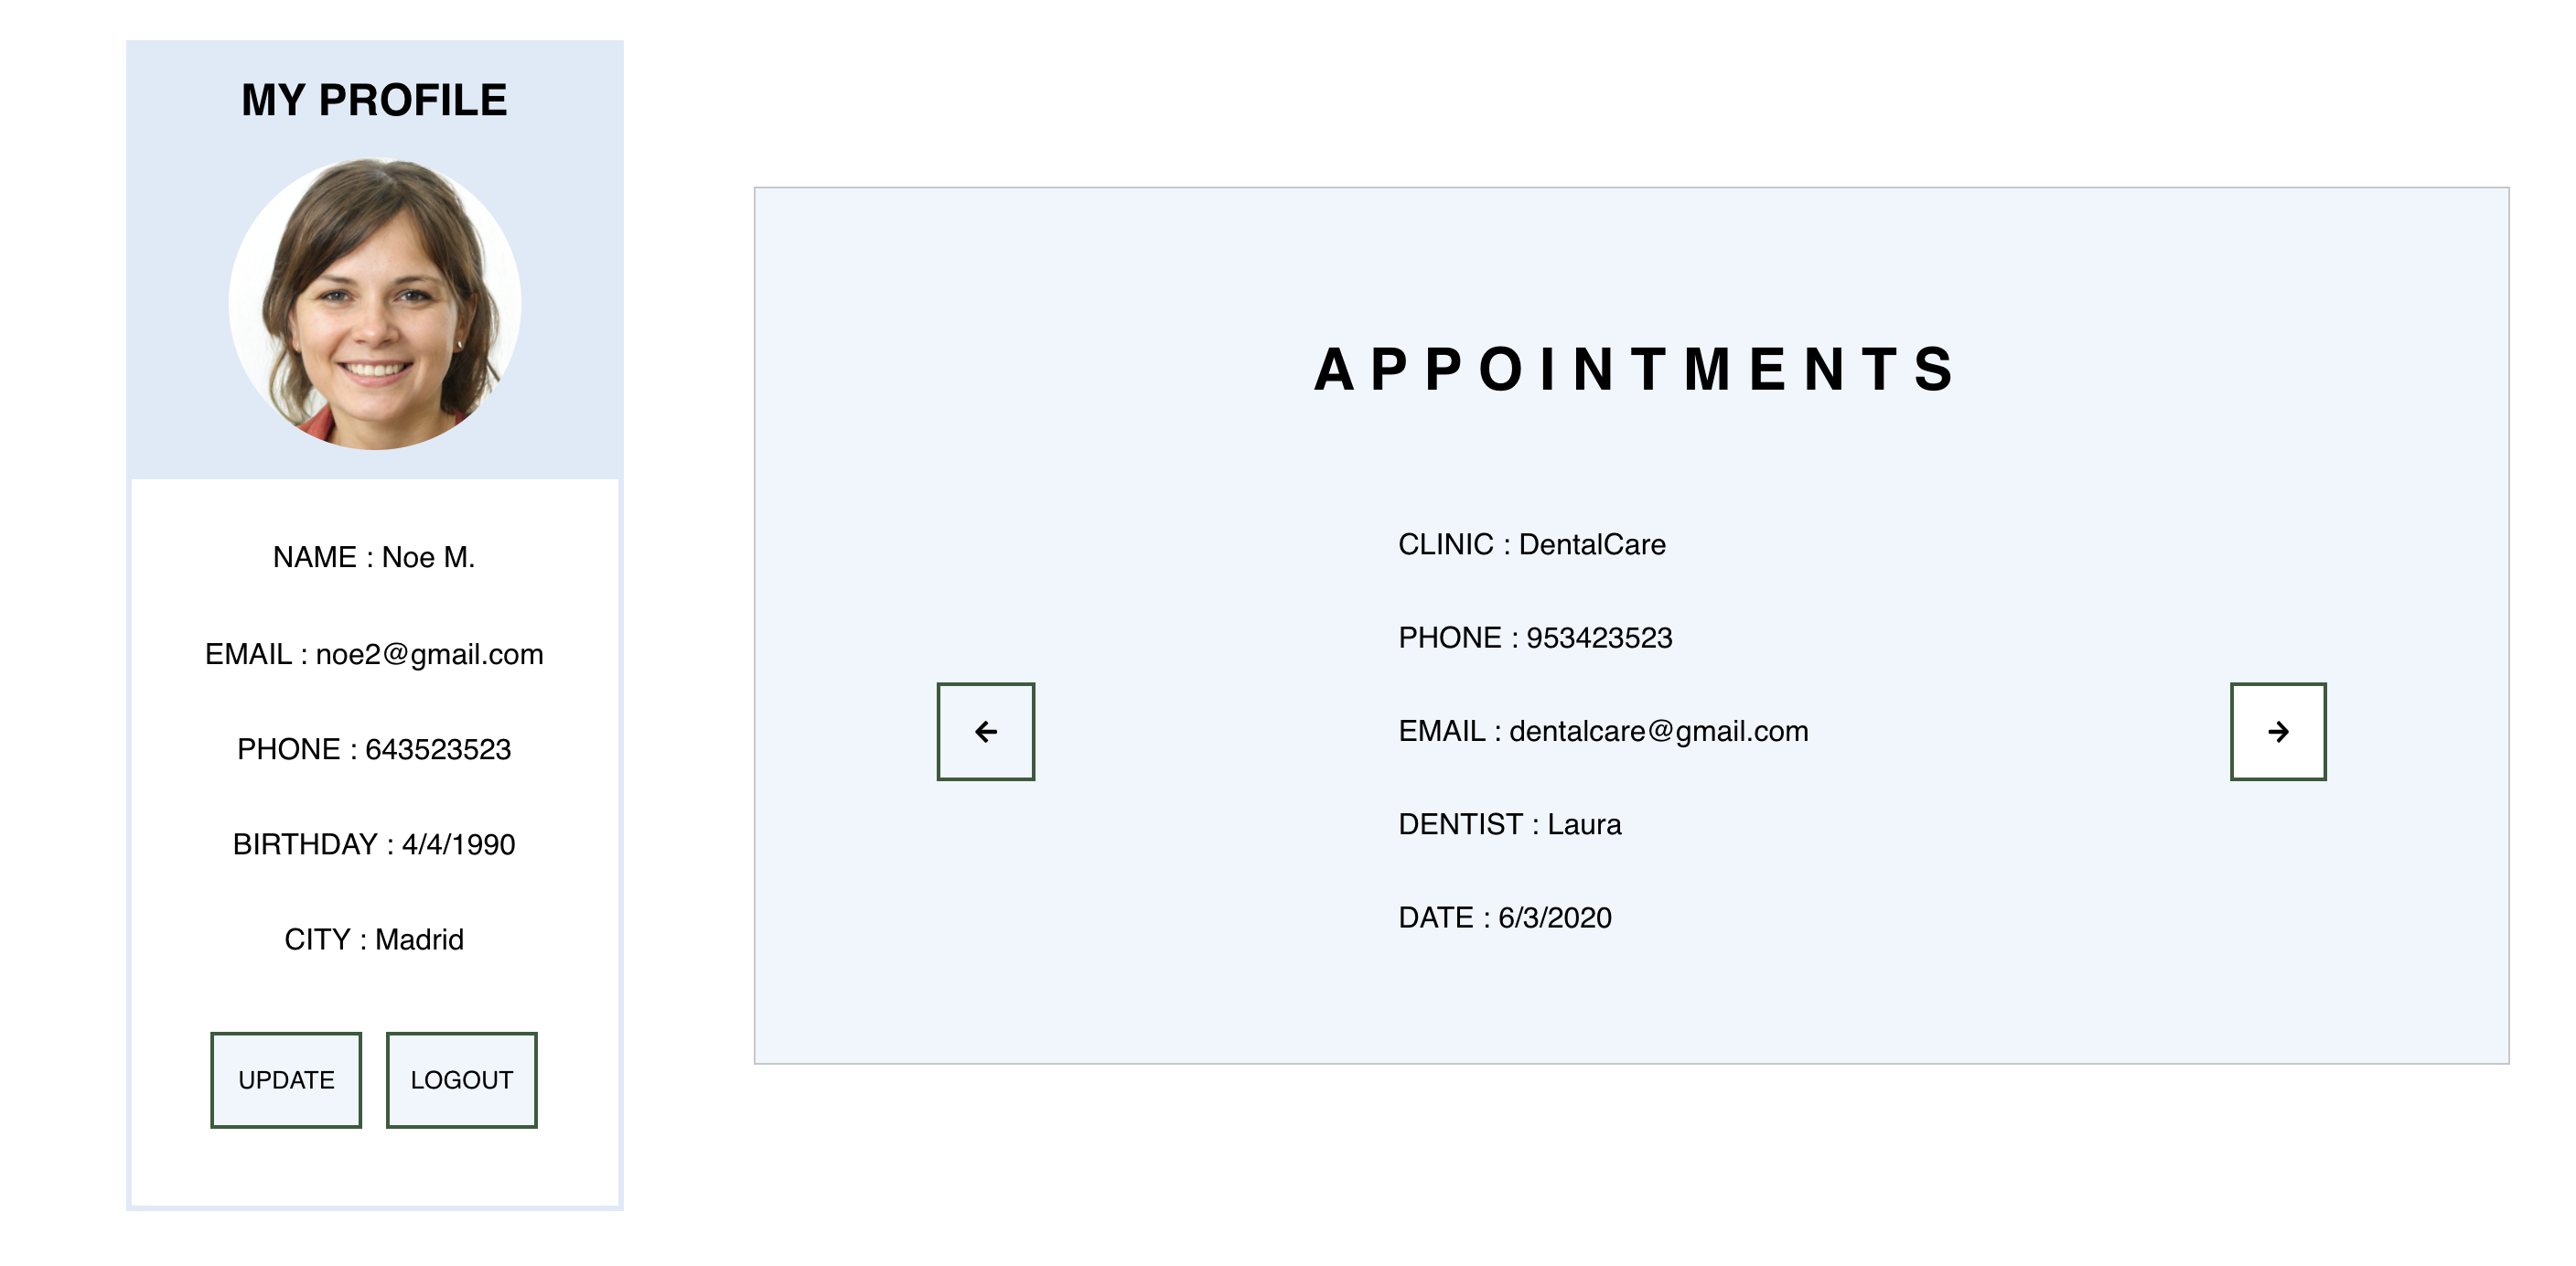 MY PROFILE
NAME : Noe M.
EMAIL : noe2@gmail.com
PHONE : 643523523
BIRTHDAY : 4/4/1990
CITY : Madrid
UPDATE
LOGOUT
APPOINTMENTS
CLINIC : DentalCare
PHONE : 953423523
EMAIL : dentalcare@gmail.com
DENTIST : Laura
DATE : 6/3/2020